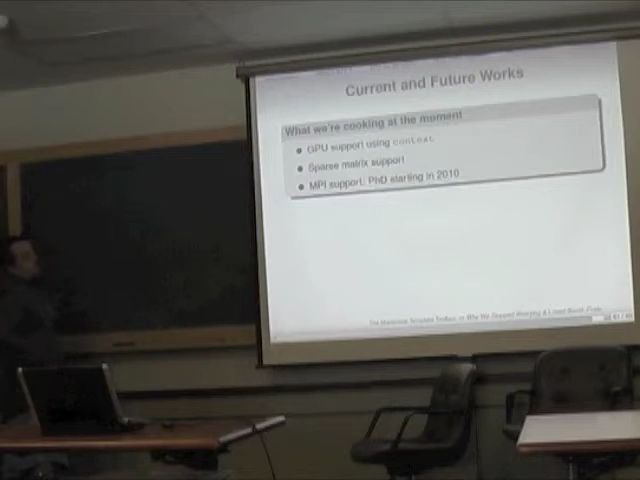 Current and Future Works
What we're cooking at the moment
GPU support using context
Sparse matrix support
MPI support: PhD starting in 2010